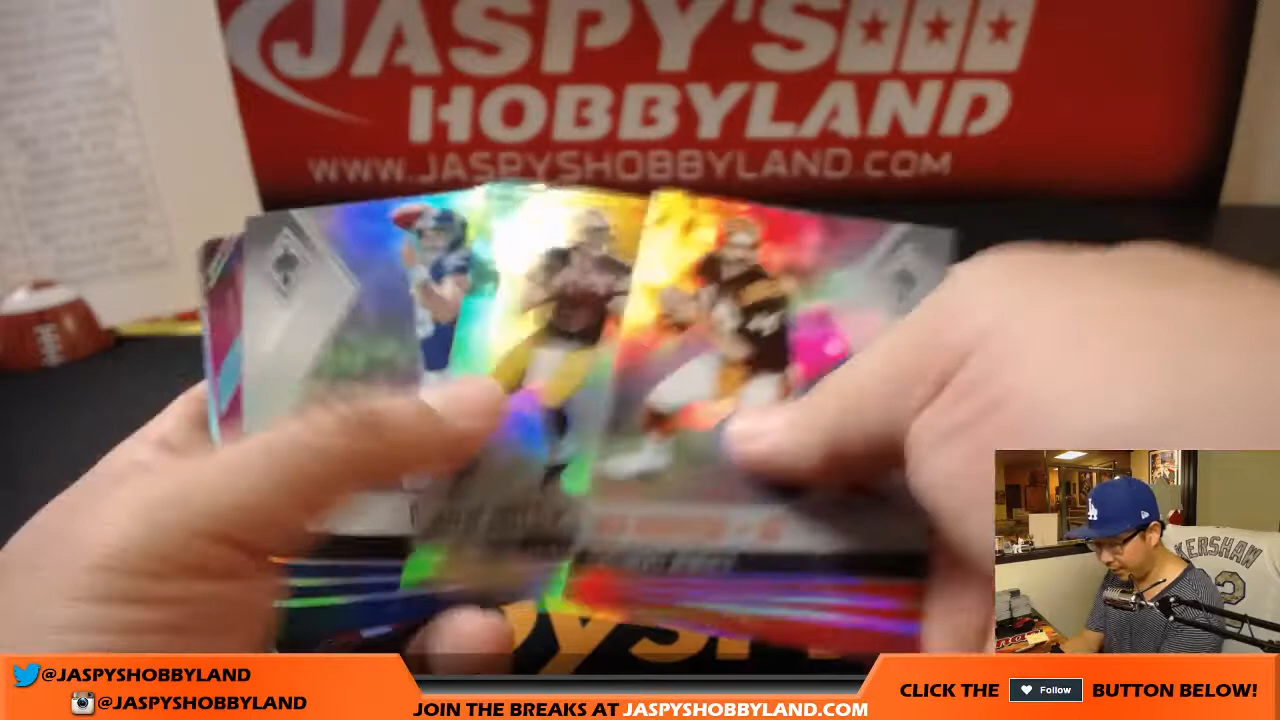 JASPY'S
HOBBYLAND
WWW.JASPYSHOBBYLAND.COM
KERSHAW
@JASPYSHOBBYLAND
@JASPYSHOBBYLAND
JOIN THE BREAKS AT JASPYSHOBBYLAND.COM
CLICK THE Follow BUTTON BELOW!